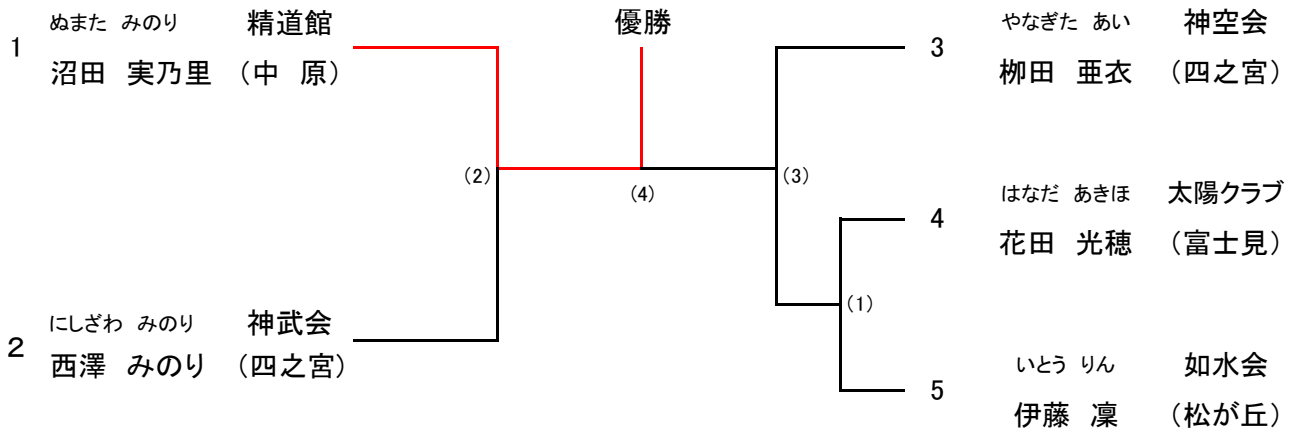 1 ぬまた みのり 精道館
沼田 実乃里 (中 原)
優勝
3 やなぎた あい 神空会
栁田 亜衣 (四之宮)
(2)
(4)
(3)
4 はなだ あきほ 太陽クラブ
花田 光穂 (富士見)
(1)
2 にしざわ みのり 神武会
西澤 みのり (四之宮)
5 いとう りん 如水会
伊藤 凜 (松が丘)